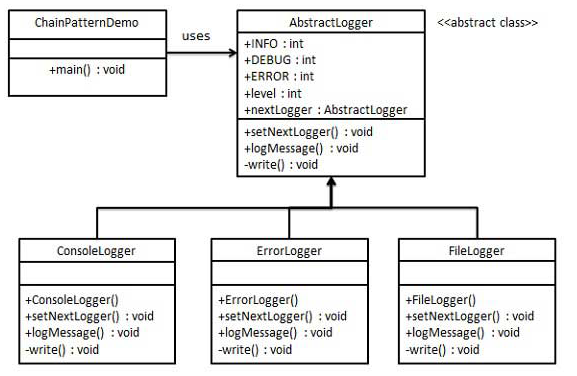 ChainPatternDemo
+main() : void
uses
AbstractLogger
<<abstract class>>
+INFO : int
+DEBUG : int
+ERROR : int
+level : int
+nextLogger : AbstractLogger
+setNextLogger() : void
+logMessage() : void
-write() : void
ConsoleLogger
+ConsoleLogger()
+setNextLogger() : void
+logMessage() : void
-write() : void
ErrorLogger
+ErrorLogger()
+setNextLogger() : void
+logMessage() : void
-write() : void
FileLogger
+FileLogger()
+setNextLogger() : void
+logMessage() : void
-write() : void